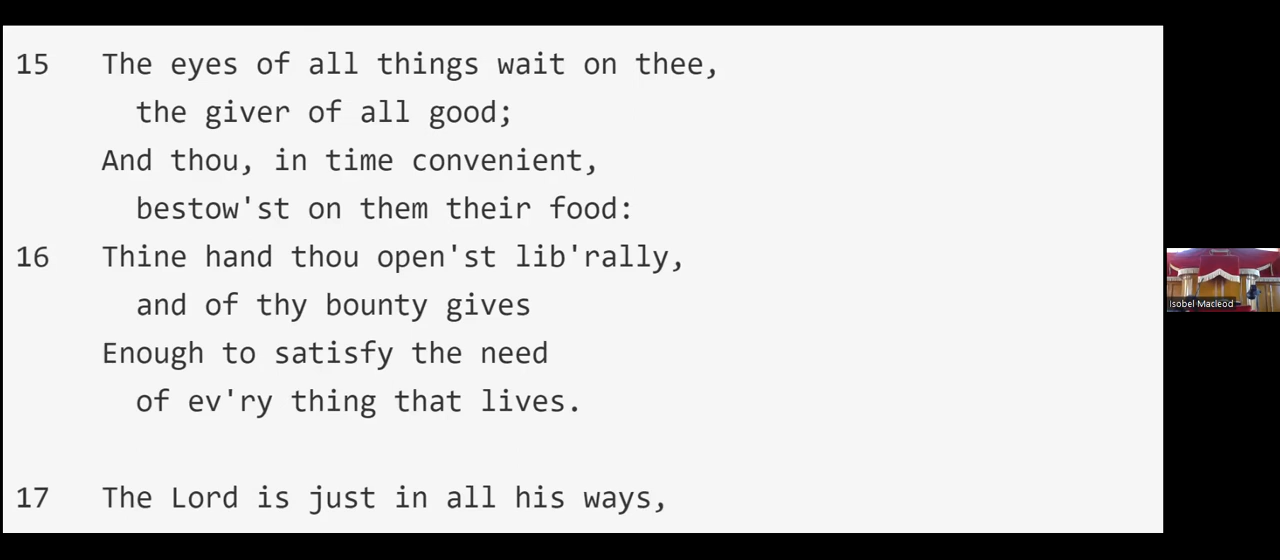 15 The eyes of all things wait on thee,
the giver of all good;
And thou, in time convenient,
bestow'st on them their food:
16 Thine hand thou open'st lib'rally,
and of thy bounty gives
Enough to satisfy the need
of ev'ry thing that lives.
17 The Lord is just in all his ways,
Isobel Macleod